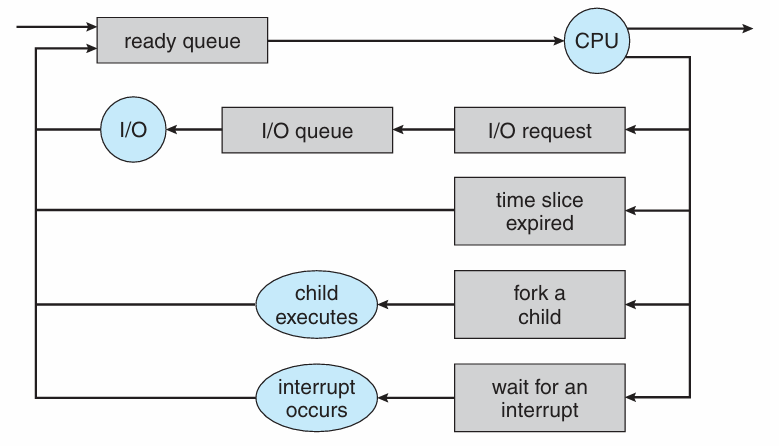 ready queue
CPU
I/O
I/O queue
I/O request
time slice
expired
child
executes
fork a
child
interrupt
occurs
wait for an
interrupt